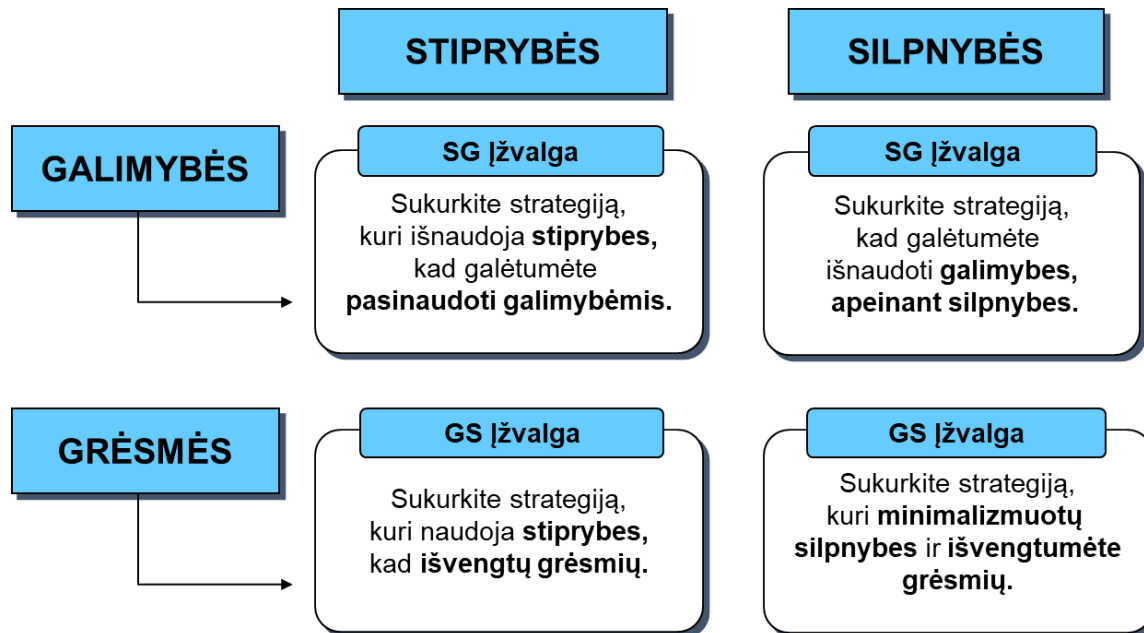 STIPRYBĖS
SILPNYBĖS
GALIMYBĖS
SG Įžvalga
Sukurkite strategiją,
kuri išnaudoja stiprybes,
kad galėtumėte
pasinaudoti galimybėmis.
SG Įžvalga
Sukurkite strategiją,
kad galėtumėte
išnaudoti galimybes,
apeinant silpnybes.
GRĖSMĖS
GS Įžvalga
Sukurkite strategiją,
kuri naudoja stiprybes,
kad išvengtų grėsmių.
GS Įžvalga
Sukurkite strategiją,
kuri minimalizmuotų
silpnybes ir išvengtumėte
grėsmių.